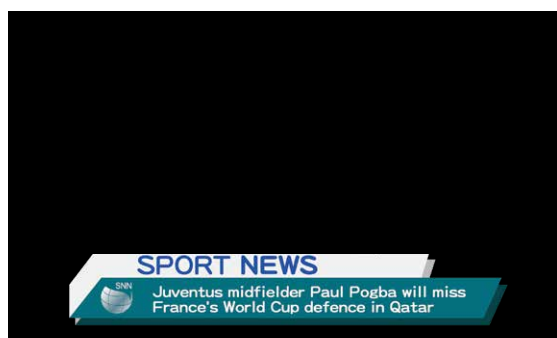 SPORT NEWS
SNN
Juventus midfielder Paul Pogba will miss
France's World Cup defence in Qatar